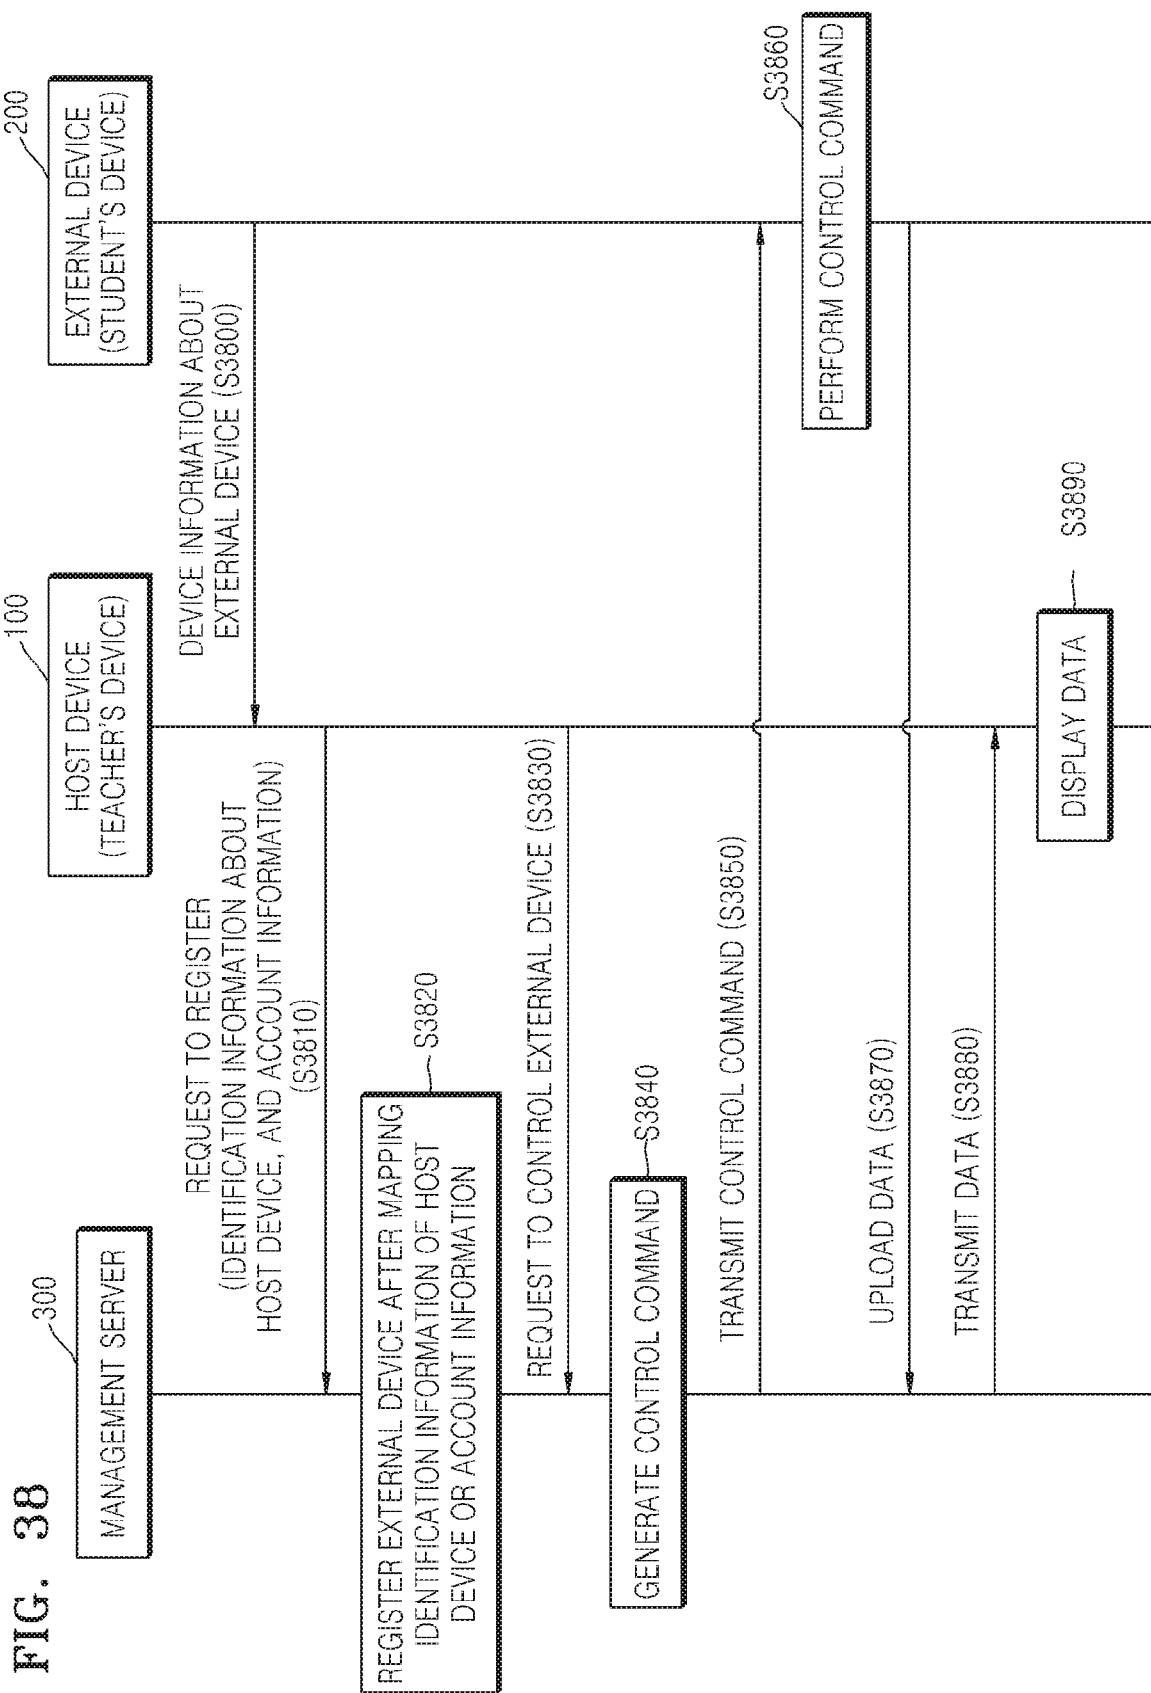 FIG. 38
300
MANAGEMENT SERVER
100
HOST DEVICE
(TEACHER'S DEVICE)
200
EXTERNAL DEVICE
(STUDENT'S DEVICE)
DEVICE INFORMATION ABOUT
EXTERNAL DEVICE (S3800)
REQUEST TO REGISTER
(IDENTIFICATION INFORMATION ABOUT
HOST DEVICE, AND ACCOUNT INFORMATION)
(S3810)
REGISTER EXTERNAL DEVICE AFTER MAPPING
IDENTIFICATION INFORMATION OF HOST
DEVICE OR ACCOUNT INFORMATION
S3820
REQUEST TO CONTROL EXTERNAL DEVICE (S3830)
GENERATE CONTROL COMMAND
S3840
TRANSMIT CONTROL COMMAND (S3850)
S3860
PERFORM CONTROL COMMAND
UPLOAD DATA (S3870)
TRANSMIT DATA (S3880)
DISPLAY DATA
S3890